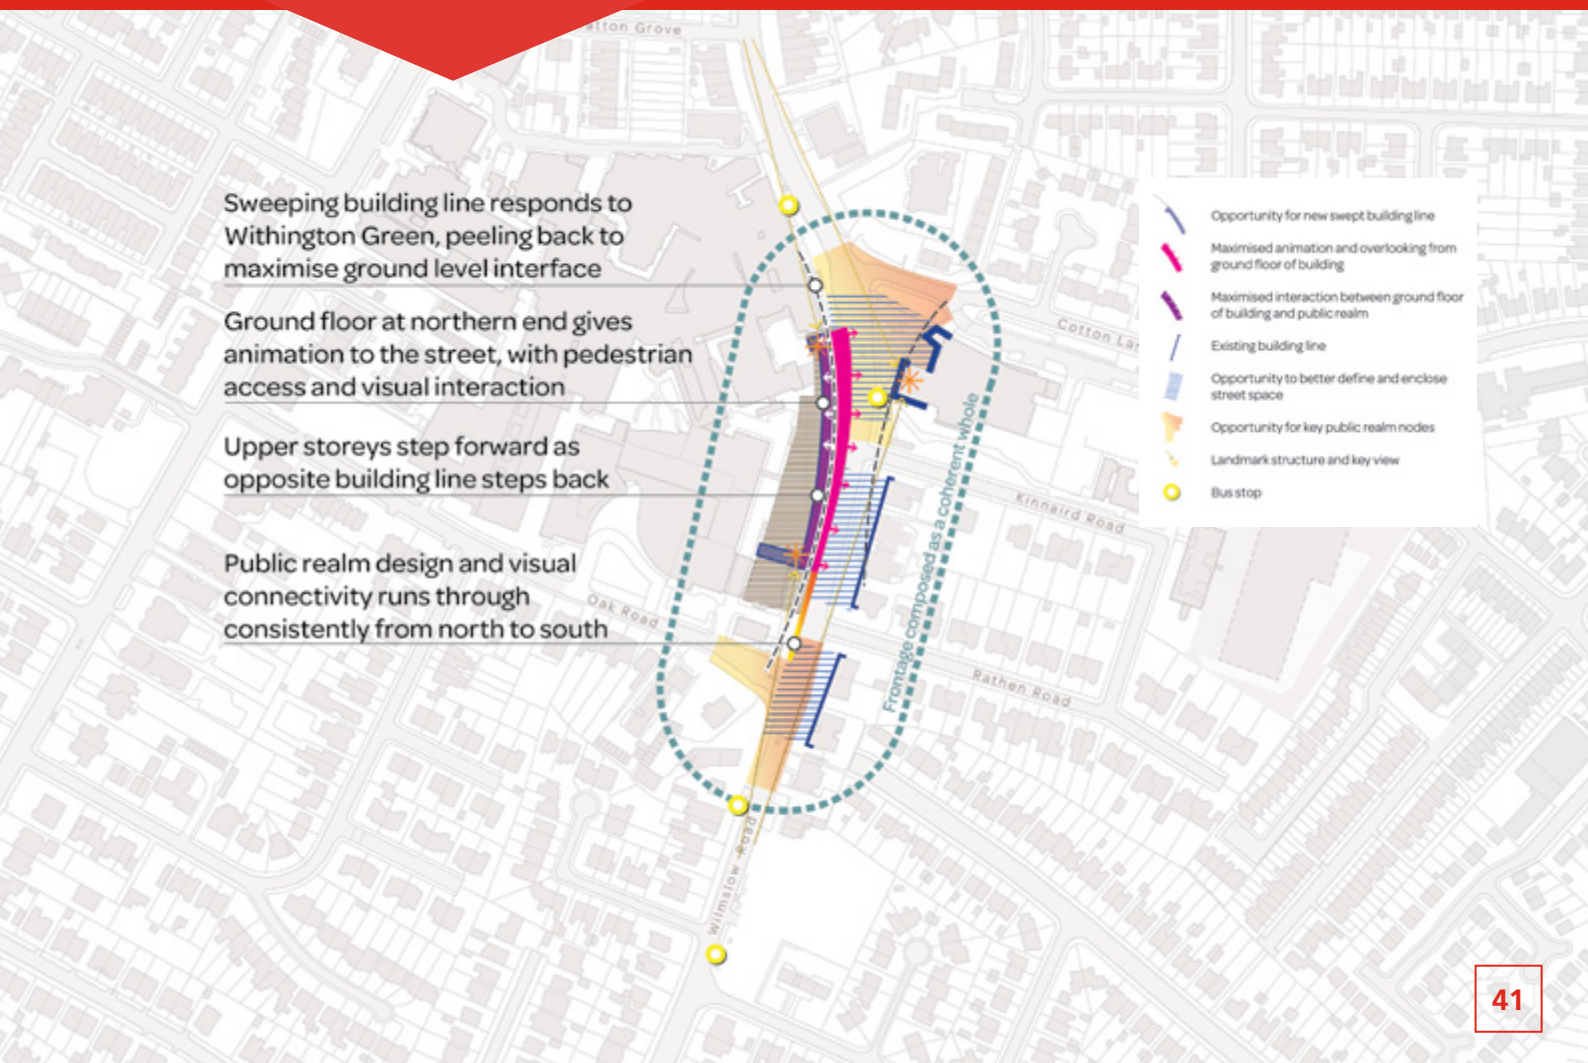 atton Grove
Sweeping building line responds to
Withington Green, peeling back to
maximise ground level interface
Ground floor at northern end gives
animation to the street, with pedestrian
access and visual interaction
Upper storeys step forward as
opposite building line steps back
Public realm design and visual
connectivity runs through
consistently from north to south
Opportunity for new swept building line
Maximised animation and overlooking from
ground floor of building
Maximised interaction between ground floor
of building and public realm
Existing building line
Opportunity to better define and enclose
street space
Opportunity for key public realm nodes
Landmark structure and key view
Bus stop
Cotton Lan
Kinnaird Road
Frontage composed as a coherent whole
Oak Road
Rathen Road
Wilmslow Road
41